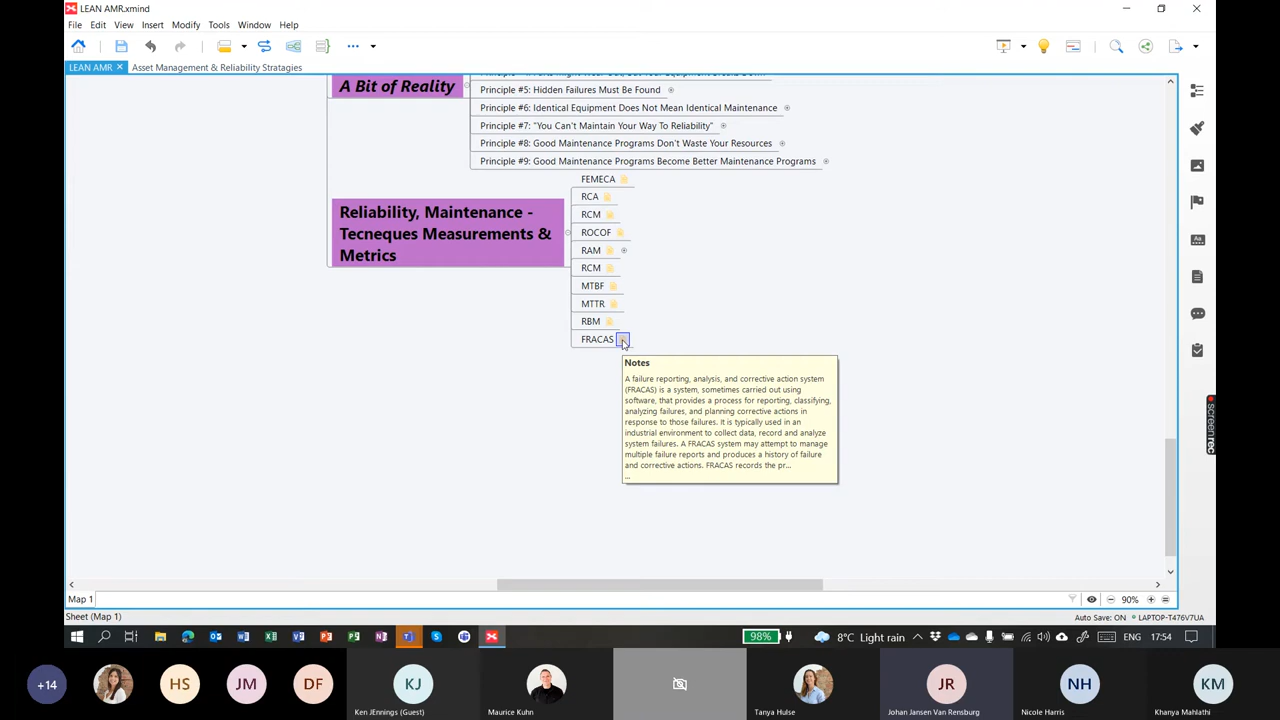 LEAN AMR.xmind
File Edit View Insert Modify Tools Window Help
LEAN AMR Asset Management & Reliability Stratagies
A Bit of Reality
Principle #5: Hidden Failures Must Be Found
Principle #6: Identical Equipment Does Not Mean Identical Maintenance
Principle #7: "You Can't Maintain Your Way To Reliability"
Principle #8: Good Maintenance Programs Don't Waste Your Resources
Principle #9: Good Maintenance Programs Become Better Maintenance Programs
Reliability, Maintenance -
Tecneques Measurements &
Metrics
FEMECA
RCA
RCM
ROCOF
RAM
RCM
MTBF
MTTR
RBM
FRACAS
Notes
A failure reporting, analysis, and corrective action system
(FRACAS) is a system, sometimes carried out using
software, that provides a process for reporting, classifying,
analyzing failures, and planning corrective actions in
response to those failures. It is typically used in an
industrial environment to collect data, record and analyze
system failures. A FRACAS system may attempt to manage
multiple failure reports and produces a history of failure
and corrective actions. FRACAS records the pr...
...
screenrec
Map 1
90%
Sheet (Map 1)
Auto Save: ON LAPTOP-T476V7UA
98% 8°C Light rain ENG 17:54
+14 HS JM DF KJ JR NH KM
Ken JEnnings (Guest) Maurice Kuhn Tanya Hulse Johan Jansen Van Rensburg Nicole Harris Khanya Mahlathi